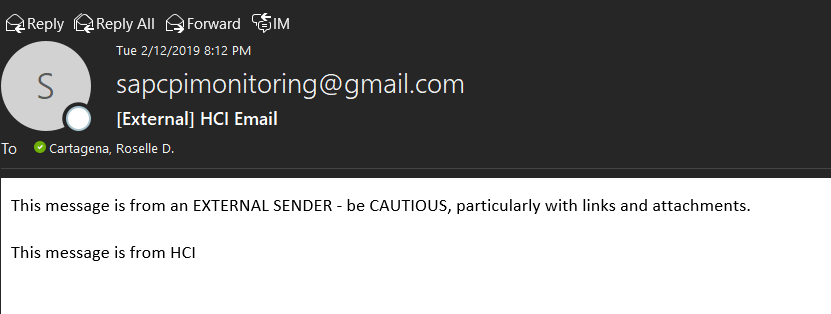 Reply Reply All Forward IM
Tue 2/12/2019 8:12 PM
S
sapcpimonitoring@gmail.com
[External] HCI Email
To Cartagena, Roselle D.
This message is from an EXTERNAL SENDER - be CAUTIOUS, particularly with links and attachments.
This message is from HCI